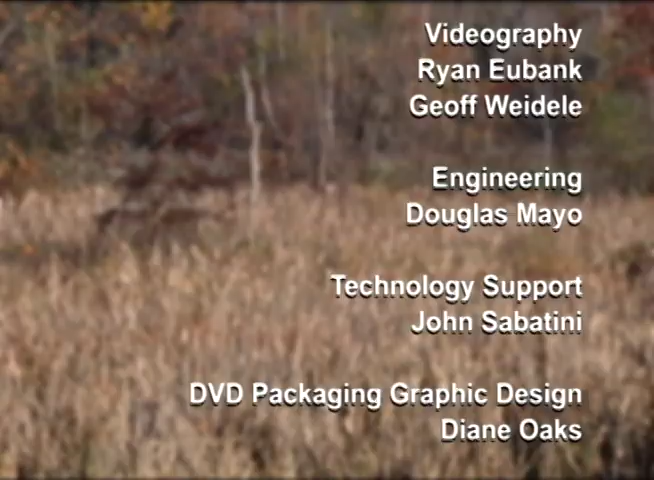 Videography
Ryan Eubank
Geoff Weidele
Engineering
Douglas Mayo
Technology Support
John Sabatini
DVD Packaging Graphic Design
Diane Oaks